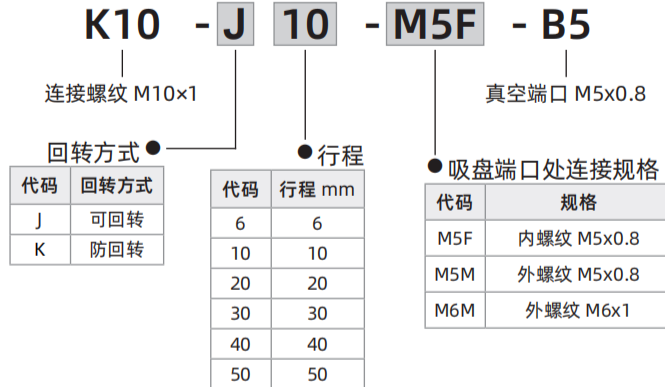 K10 - J 10 - M5F - B5
连接螺纹 M10×1
真空端口 M5x0.8
回转方式
代码 回转方式
J 可回转
K 防回转
行程
代码 行程 mm
6 6
10 10
20 20
30 30
40 40
50 50
吸盘端口处连接规格
代码 规格
M5F 内螺纹 M5x0.8
M5M 外螺纹 M5x0.8
M6M 外螺纹 M6x1